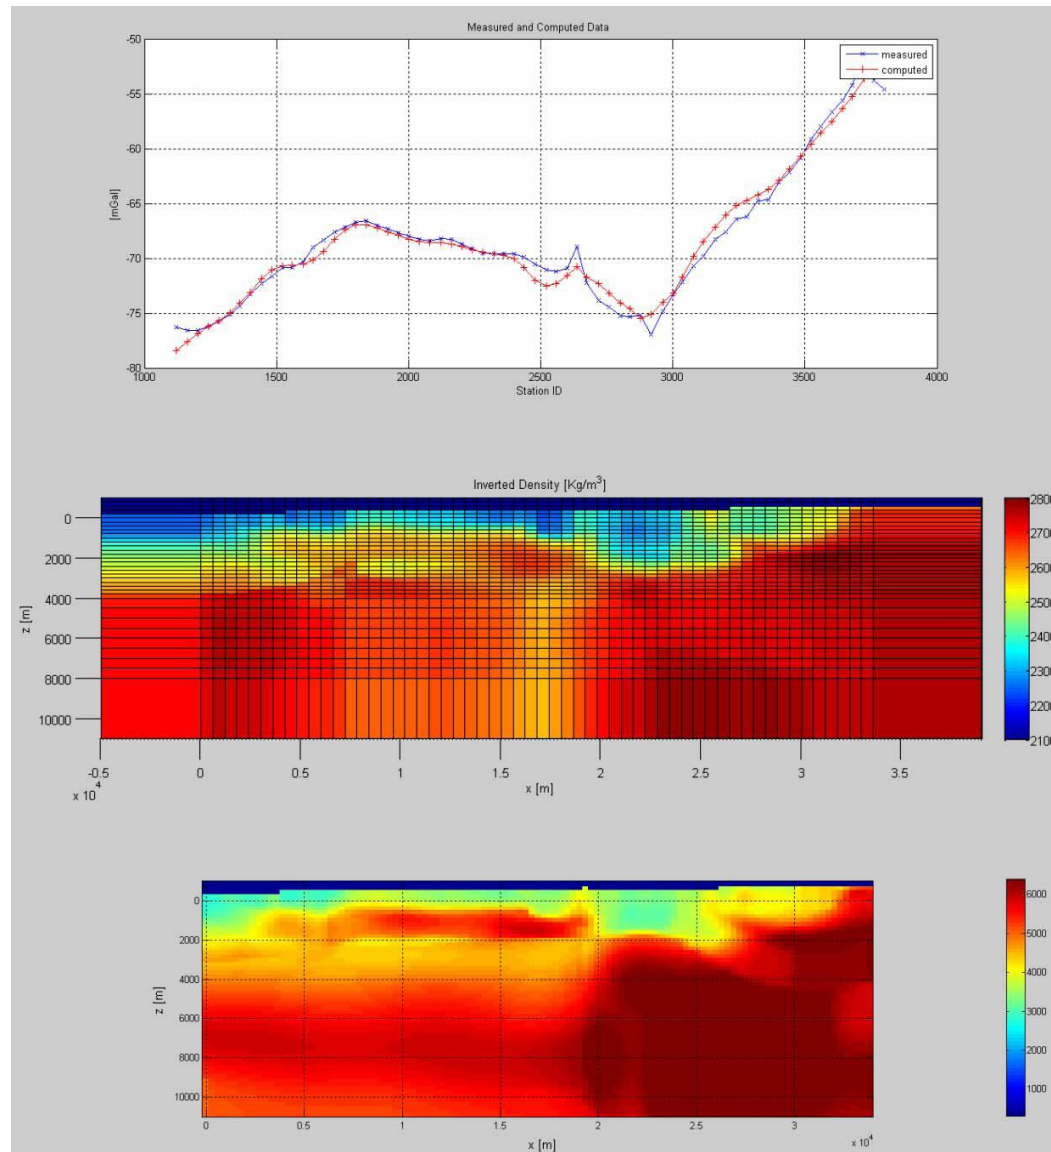 Measured and Computed Data
-50
-55
-60
-65
-70
-75
-80
[mGal]
measured
computed
1000 1500 2000 2500 3000 3500 4000
Station ID
Inverted Density [Kg/m³]
0
2000
4000
6000
8000
10000
z [m]
-0.5 0 0.5 1 1.5 2 2.5 3 3.5
x 10⁴
x [m]
2800
2700
2600
2500
2400
2300
2200
2100
0
2000
4000
6000
8000
10000
z [m]
0 0.5 1 1.5 2 2.5 3
x [m]
x 10⁴
6000
5000
4000
3000
2000
1000